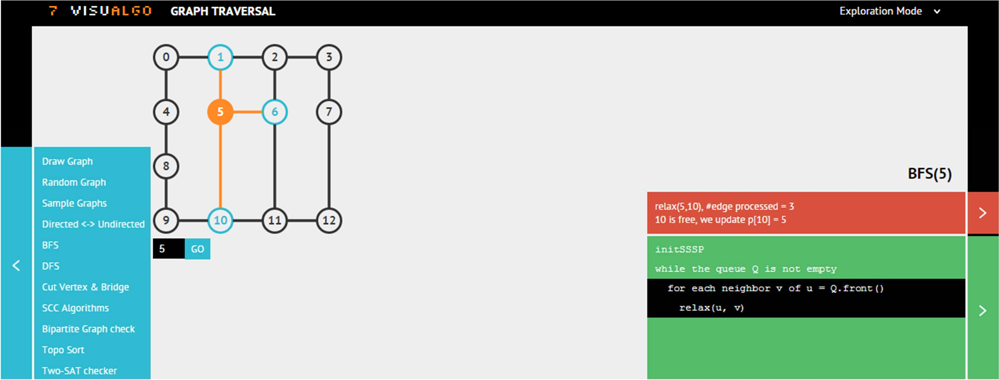 7 VISUALGO GRAPH TRAVERSAL Exploration Mode
0 1 2 3
4 5 6 7
8
9 10 11 12
5 GO
Draw Graph
Random Graph
Sample Graphs
Directed <-> Undirected
BFS
DFS
Cut Vertex & Bridge
SCC Algorithms
Bipartite Graph check
Topo Sort
Two-SAT checker
BFS(5)
relax(5,10), #edge processed = 3
10 is free, we update p[10] = 5
initSSSP
while the queue Q is not empty
for each neighbor v of u = Q.front()
relax(u, v)